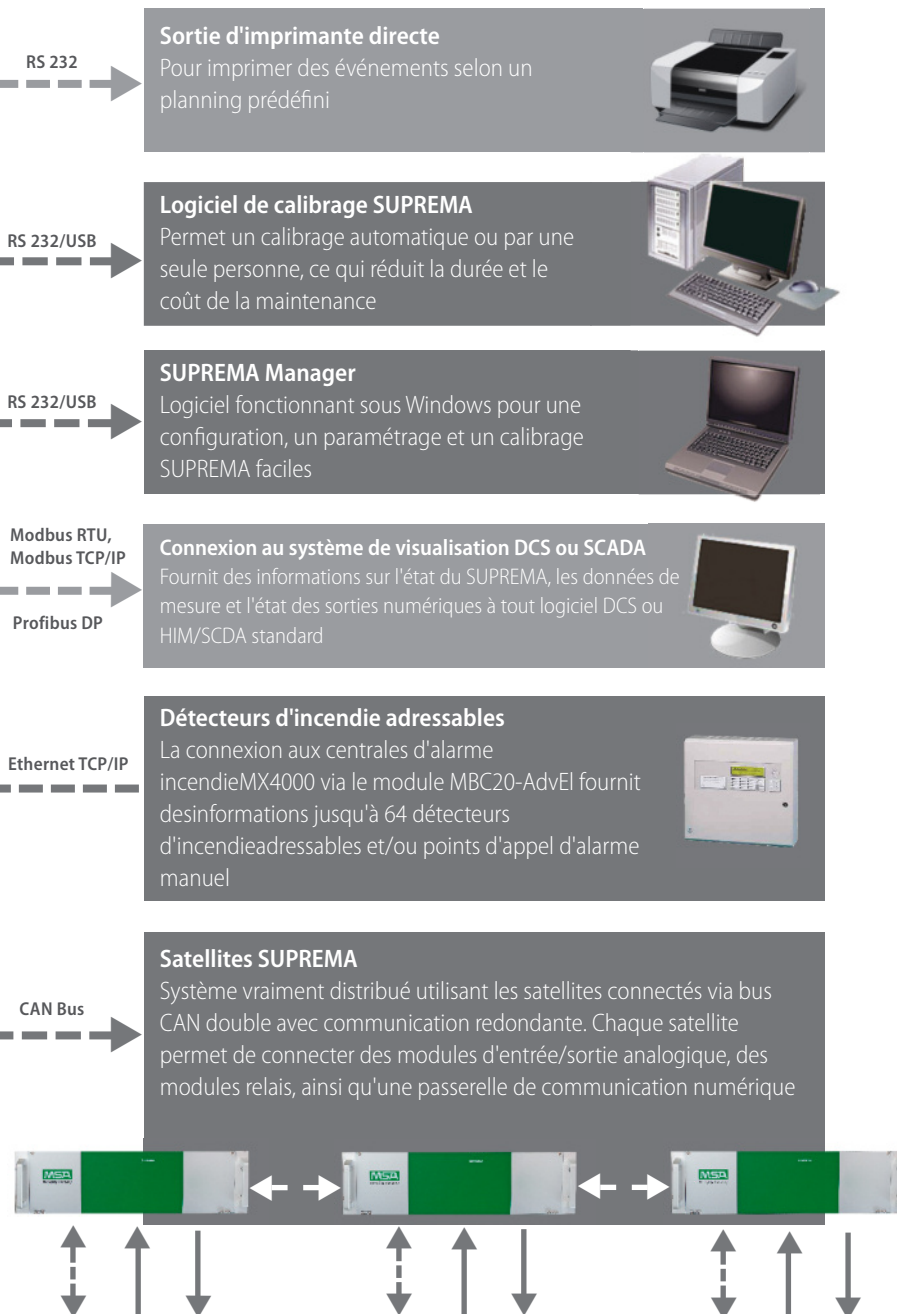 RS 232
Sortie d'imprimante directe
Pour imprimer des événements selon un
planning prédéfini
RS 232/USB
Logiciel de calibrage SUPREMA
Permet un calibrage automatique ou par une
seule personne, ce qui réduit la durée et le
coût de la maintenance
RS 232/USB
SUPREMA Manager
Logiciel fonctionnant sous Windows pour une
configuration, un paramétrage et un calibrage
SUPREMA faciles
Modbus RTU,
Modbus TCP/IP
Profibus DP
Connexion au système de visualisation DCS ou SCADA
Fournit des informations sur l'état du SUPREMA, les données de
mesure et l'état des sorties numériques à tout logiciel DCS ou
HIM/SCDA standard
Ethernet TCP/IP
Détecteurs d'incendie adressables
La connexion aux centrales d'alarme
incendieMX4000 via le module MBC20-AdvEl fournit
desinformations jusqu'à 64 détecteurs
d'incendieadressables et/ou points d'appel d'alarme
manuel
CAN Bus
Satellites SUPREMA
Système vraiment distribué utilisant les satellites connectés via bus
CAN double avec communication redondante. Chaque satellite
permet de connecter des modules d'entrée/sortie analogique, des
modules relais, ainsi qu'une passerelle de communication numérique
MSA
MSA
MSA